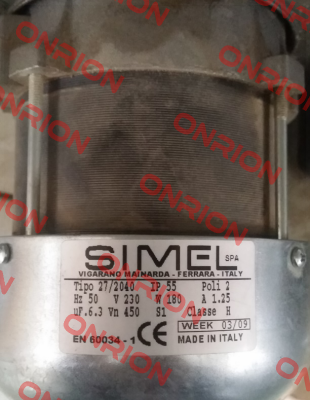 ONRION
ONRION
ONRION
ONRION
ONRION
ONRION
ONRION
ONRION
SIMEL SPA
VIGARANO MAINARDA - FERRARA - ITALY
Tipo 27/2040 IP 55 Poli 2
Hz 50 V 230 W 180 A 1.25
uF.6.3 Vn 450 S1 Classe H
WEEK 03/09
EN 60034-1 CE MADE IN ITALY